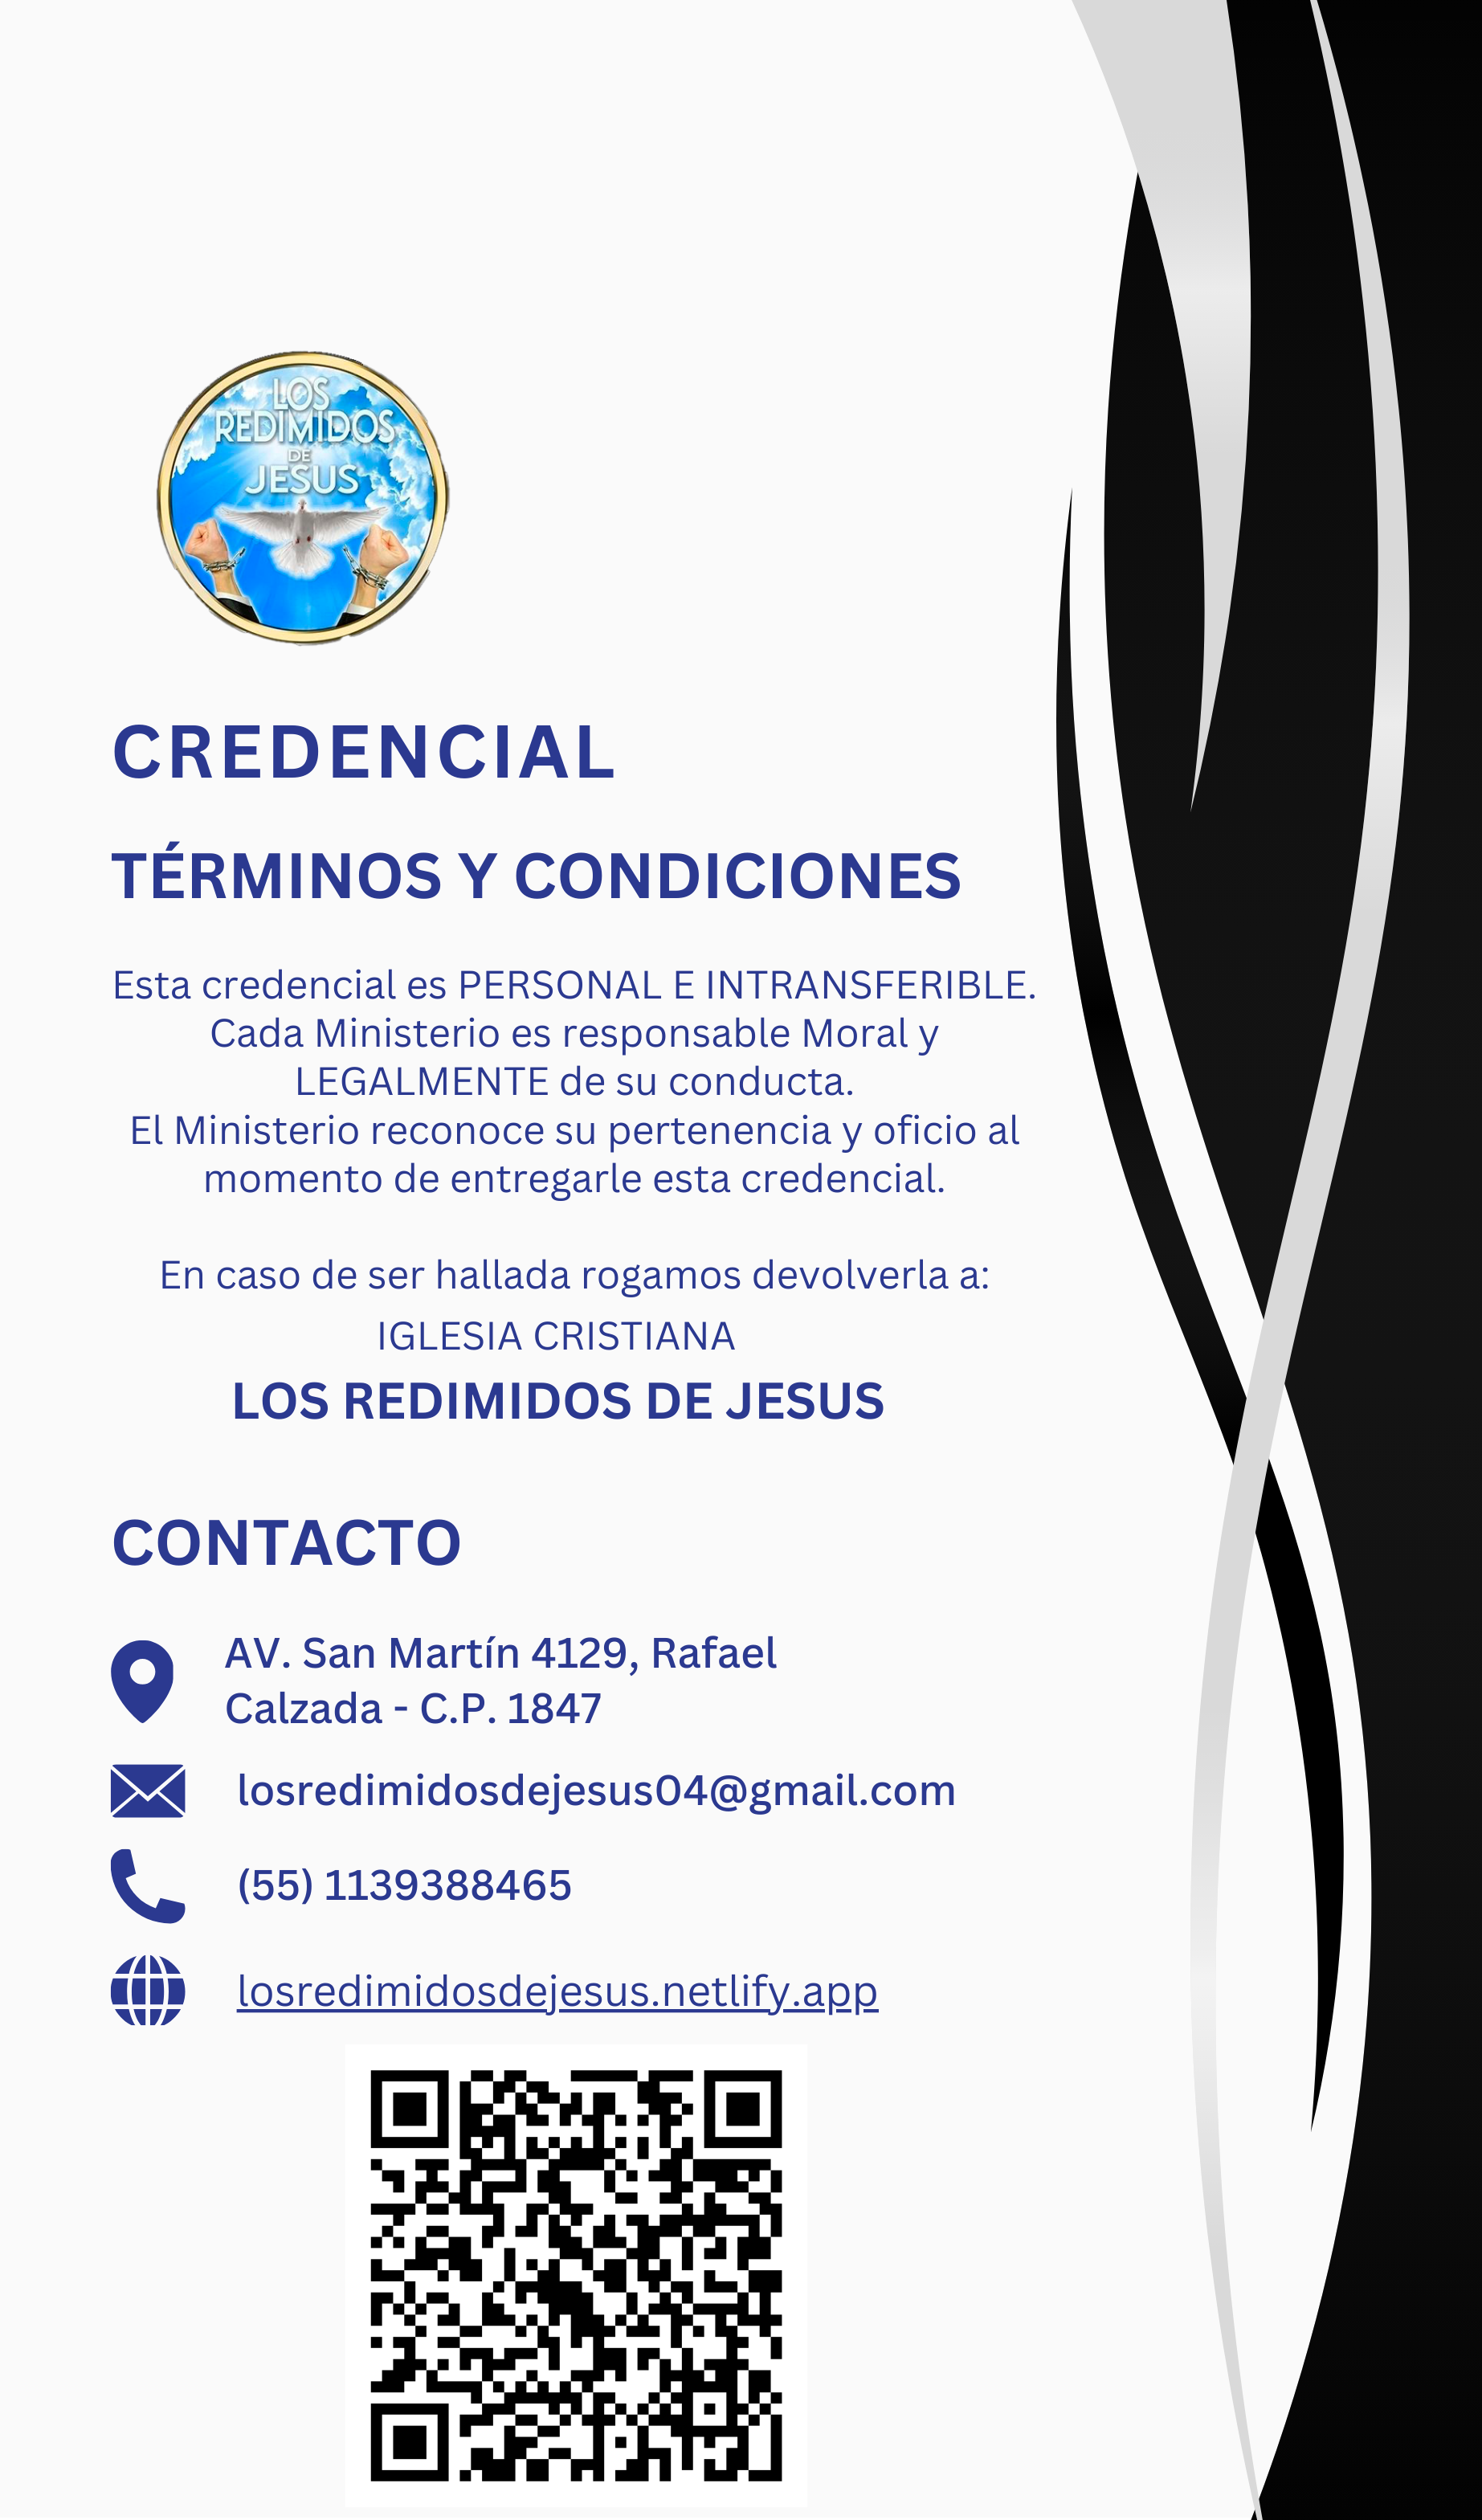 LOS
REDIMIDOS
DE
JESUS
CREDENCIAL
TÉRMINOS Y CONDICIONES
Esta credencial es PERSONAL E INTRANSFERIBLE.
Cada Ministerio es responsable Moral y
LEGALMENTE de su conducta.
El Ministerio reconoce su pertenencia y oficio al
momento de entregarle esta credencial.
En caso de ser hallada rogamos devolverla a:
IGLESIA CRISTIANA
LOS REDIMIDOS DE JESUS
CONTACTO
AV. San Martín 4129, Rafael
Calzada - C.P. 1847
losredimidosdejesus04@gmail.com
(55) 1139388465
losredimidosdejesus.netlify.app